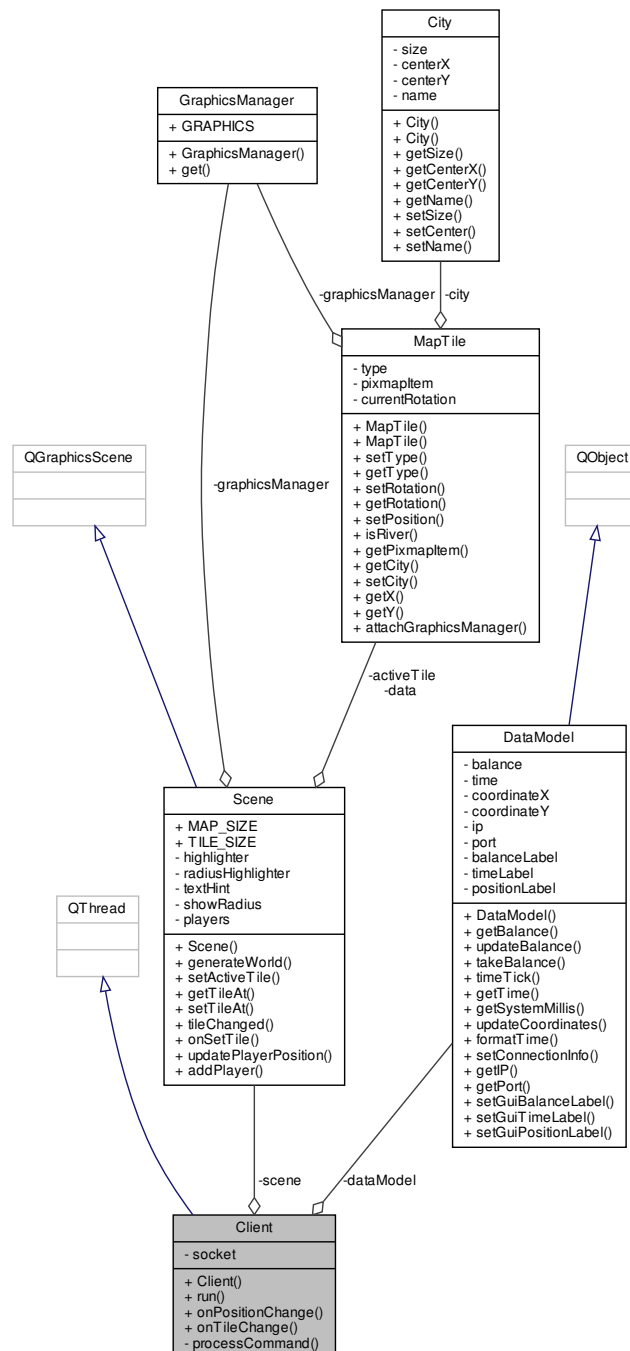 City
- size
- centerX
- centerY
- name
+ City()
+ City()
+ getSize()
+ getCenterX()
+ getCenterY()
+ getName()
+ setSize()
+ setCenter()
+ setName()
GraphicsManager
+ GRAPHICS
+ GraphicsManager()
+ get()
-graphicsManager
-city
MapTile
- type
- pixmapItem
- currentRotation
+ MapTile()
+ MapTile()
+ setType()
+ getType()
+ setRotation()
+ getRotation()
+ setPosition()
+ isRiver()
+ getPixmapItem()
+ getCity()
+ setCity()
+ getX()
+ getY()
+ attachGraphicsManager()
QGraphicsScene
-graphicsManager
QObject
-activeTile
-data
DataModel
- balance
- time
- coordinateX
- coordinateY
- ip
- port
- balanceLabel
- timeLabel
- positionLabel
+ DataModel()
+ getBalance()
+ updateBalance()
+ takeBalance()
+ timeTick()
+ getTime()
+ getSystemMillis()
+ updateCoordinates()
+ formatTime()
+ setConnectionInfo()
+ getIP()
+ getPort()
+ setGuiBalanceLabel()
+ setGuiTimeLabel()
+ setGuiPositionLabel()
Scene
+ MAP_SIZE
+ TILE_SIZE
- highlighter
- radiusHighlighter
- textHint
- showRadius
- players
+ Scene()
+ generateWorld()
+ setActiveTile()
+ getTileAt()
+ setTileAt()
+ tileChanged()
+ onSetTile()
+ updatePlayerPosition()
+ addPlayer()
QThread
-scene
-dataModel
Client
- socket
+ Client()
+ run()
+ onPositionChange()
+ onTileChange()
- processCommand()